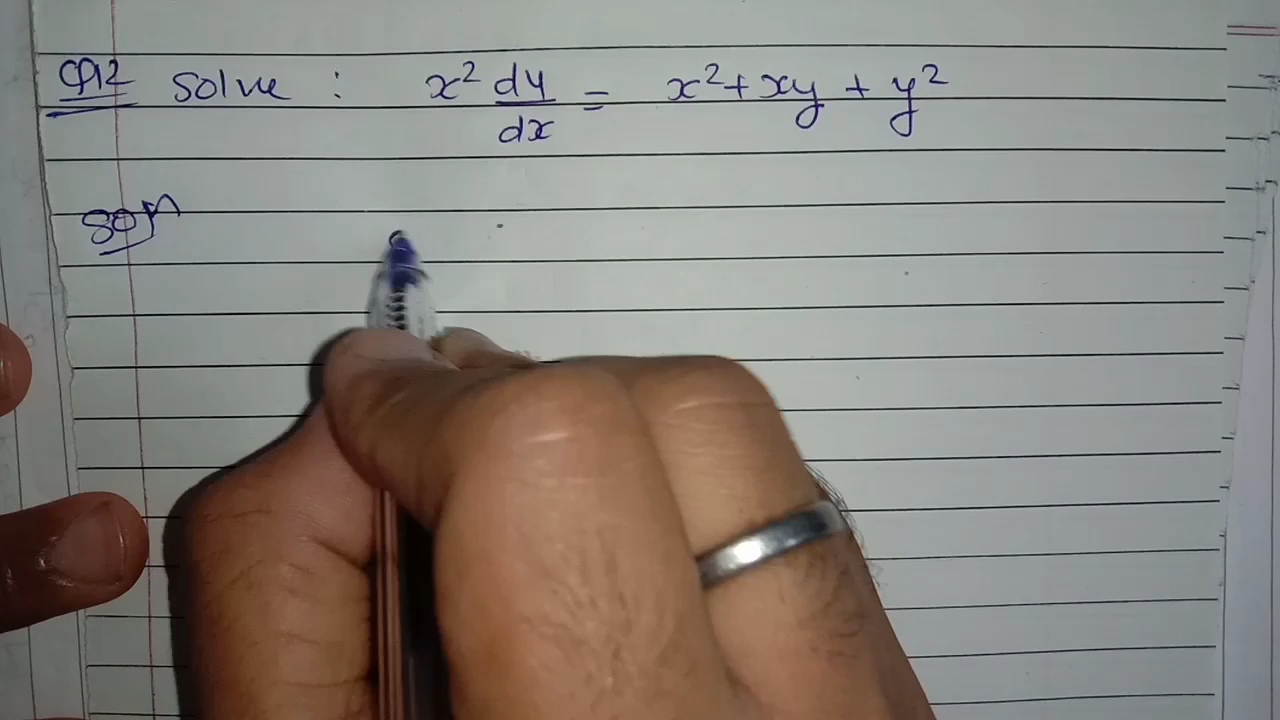 Q12 Solve : x² dy/dx = x² + xy + y²
Soln